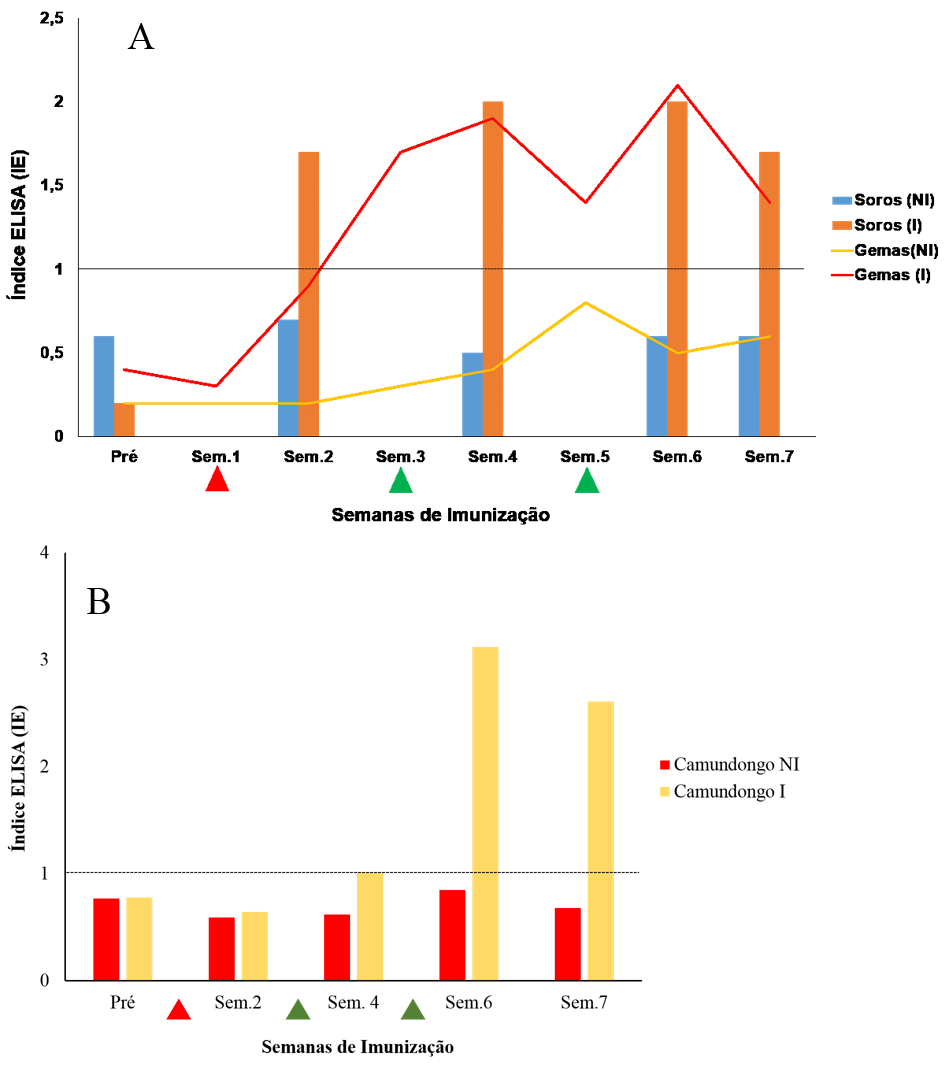 A
2,5
2
1,5
1
0,5
0
Índice ELISA (IE)
Pré Sem.1 Sem.2 Sem.3 Sem.4 Sem.5 Sem.6 Sem.7
Semanas de Imunização
Soros (NI)
Soros (I)
Gemas(NI)
Gemas (I)
B
4
3
2
1
0
Índice ELISA (IE)
Pré Sem.2 Sem. 4 Sem.6 Sem.7
Semanas de Imunização
Camundongo NI
Camundongo I